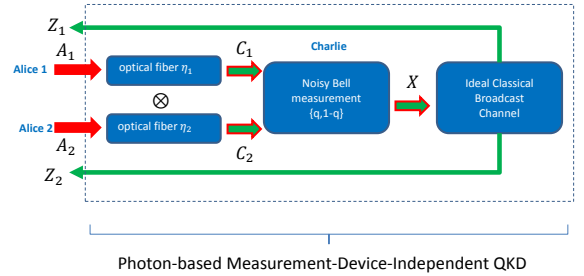 Z₁
A₁
C₁
Charlie
Alice 1
optical fiber η₁
Noisy Bell
measurement
{q,1-q}
X
Ideal Classical
Broadcast
Channel
⊗
Alice 2
optical fiber η₂
A₂
C₂
Z₂
Photon-based Measurement-Device-Independent QKD